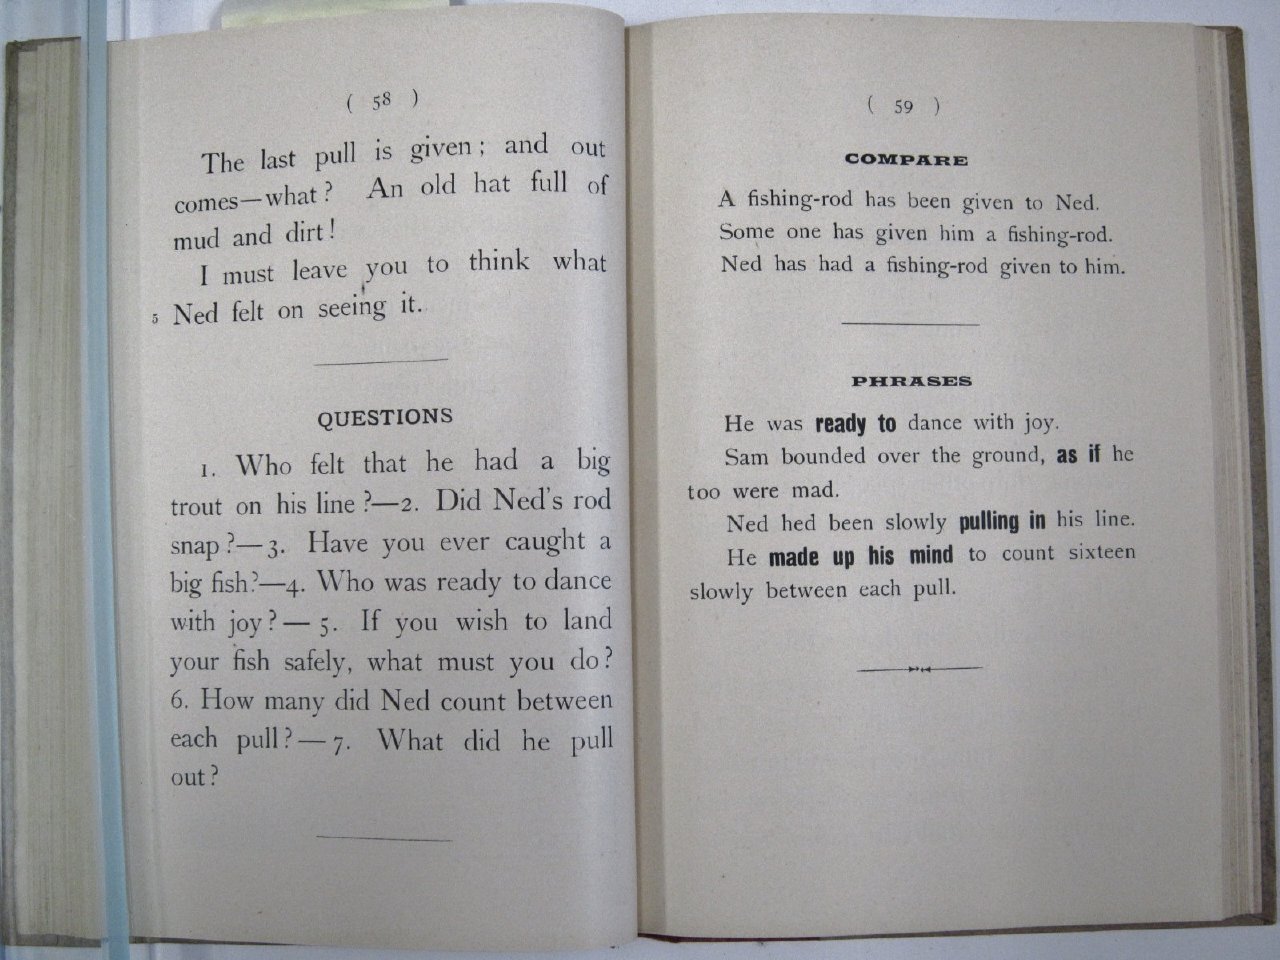 ( 58 )
The last pull is given; and out
comes—what? An old hat full of
mud and dirt!
I must leave you to think what
5 Ned felt on seeing it.
QUESTIONS
1. Who felt that he had a big
trout on his line?—2. Did Ned's rod
snap?—3. Have you ever caught a
big fish?—4. Who was ready to dance
with joy?—5. If you wish to land
your fish safely, what must you do?
6. How many did Ned count between
each pull?—7. What did he pull
out?
( 59 )
COMPARE
A fishing-rod has been given to Ned.
Some one has given him a fishing-rod.
Ned has had a fishing-rod given to him.
PHRASES
He was ready to dance with joy.
Sam bounded over the ground, as if he
too were mad.
Ned hed been slowly pulling in his line.
He made up his mind to count sixteen
slowly between each pull.